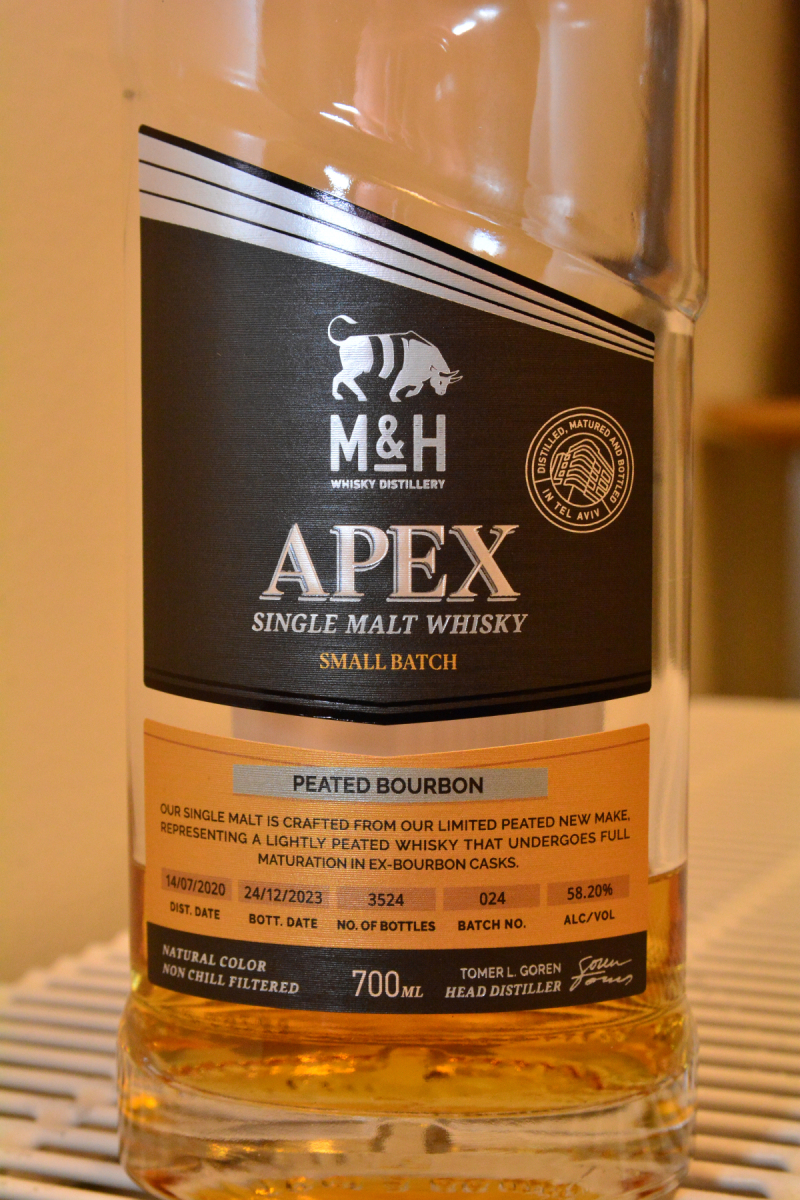 M&H
WHISKY DISTILLERY
DISTILLED, MATURED AND BOTTLED
IN TEL AVIV
APEX
SINGLE MALT WHISKY
SMALL BATCH
PEATED BOURBON
OUR SINGLE MALT IS CRAFTED FROM OUR LIMITED PEATED NEW MAKE,
REPRESENTING A LIGHTLY PEATED WHISKY THAT UNDERGOES FULL
MATURATION IN EX-BOURBON CASKS.
14/07/2020 24/12/2023 3524 024 58.20%
DIST. DATE BOTT. DATE NO. OF BOTTLES BATCH NO. ALC/VOL
NATURAL COLOR
NON CHILL FILTERED
700ML
TOMER L. GOREN
HEAD DISTILLER